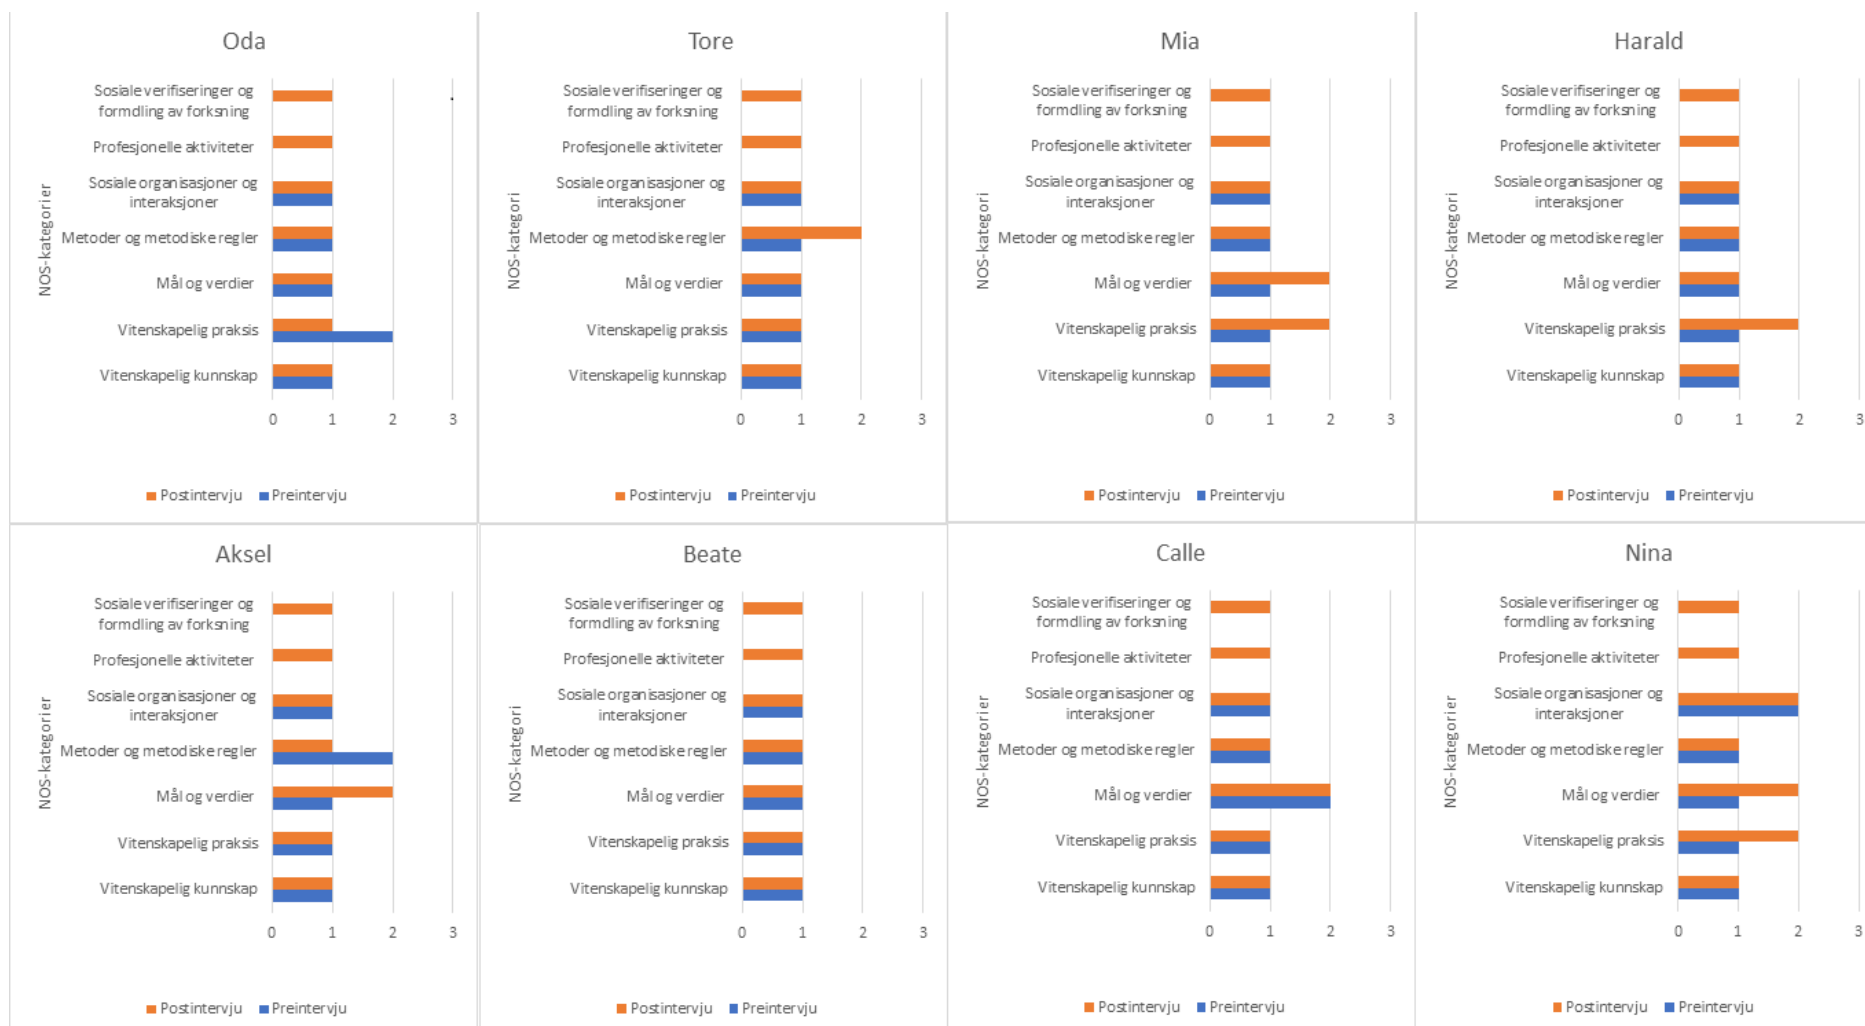 Oda
Sosiale verifiseringer og
formdling av forksning
Profesjonelle aktiviteter
Sosiale organisasjoner og
interaksjoner
Metoder og metodiske regler
Mål og verdier
Vitenskapelig praksis
Vitenskapelig kunnskap
NOS-kategorier
0 1 2 3
Postintervju Preintervju
Tore
Sosiale verifiseringer og
formdling av forksning
Profesjonelle aktiviteter
Sosiale organisasjoner og
interaksjoner
Metoder og metodiske regler
Mål og verdier
Vitenskapelig praksis
Vitenskapelig kunnskap
NOS-kategori
0 1 2 3
Postintervju Preintervju
Mia
Sosiale verifiseringer og
formdling av forksning
Profesjonelle aktiviteter
Sosiale organisasjoner og
interaksjoner
Metoder og metodiske regler
Mål og verdier
Vitenskapelig praksis
Vitenskapelig kunnskap
NOS-kategori
0 1 2 3
Postintervju Preintervju
Harald
Sosiale verifiseringer og
formdling av forksning
Profesjonelle aktiviteter
Sosiale organisasjoner og
interaksjoner
Metoder og metodiske regler
Mål og verdier
Vitenskapelig praksis
Vitenskapelig kunnskap
NOS-kategori
0 1 2 3
Postintervju Preintervju
Aksel
Sosiale verifiseringer og
formdling av forksning
Profesjonelle aktiviteter
Sosiale organisasjoner og
interaksjoner
Metoder og metodiske regler
Mål og verdier
Vitenskapelig praksis
Vitenskapelig kunnskap
NOS-kategorier
0 1 2 3
Postintervju Preintervju
Beate
Sosiale verifiseringer og
formdling av forksning
Profesjonelle aktiviteter
Sosiale organisasjoner og
interaksjoner
Metoder og metodiske regler
Mål og verdier
Vitenskapelig praksis
Vitenskapelig kunnskap
NOS-kategori
0 1 2 3
Postintervju Preintervju
Calle
Sosiale verifiseringer og
formdling av forksning
Profesjonelle aktiviteter
Sosiale organisasjoner og
interaksjoner
Metoder og metodiske regler
Mål og verdier
Vitenskapelig praksis
Vitenskapelig kunnskap
NOS-kategorier
0 1 2 3
Postintervju Preintervju
Nina
Sosiale verifiseringer og
formdling av forksning
Profesjonelle aktiviteter
Sosiale organisasjoner og
interaksjoner
Metoder og metodiske regler
Mål og verdier
Vitenskapelig praksis
Vitenskapelig kunnskap
NOS-kategorier
0 1 2 3
Postintervju Preintervju